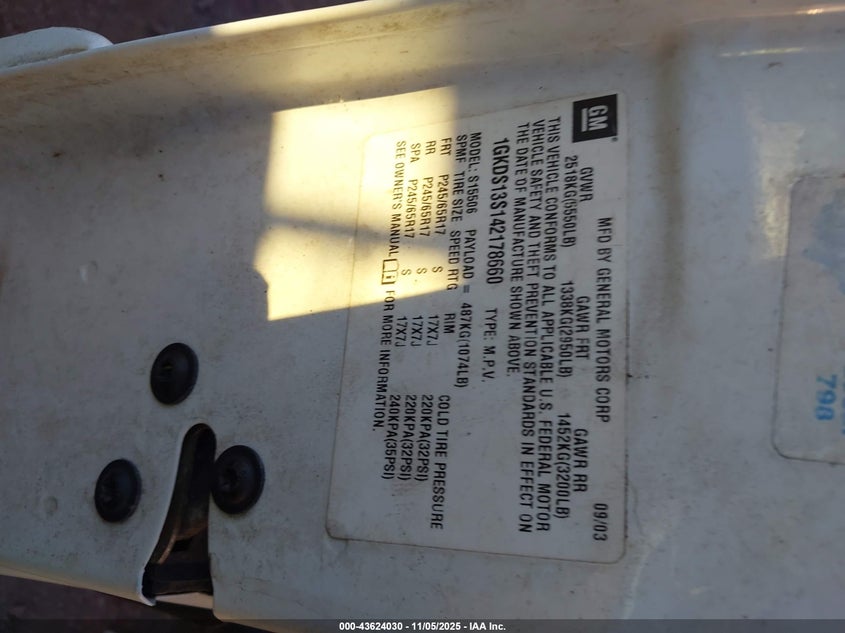 GM
MFD BY GENERAL MOTORS CORP 09/03
GVWR GAWR FRT GAWR RR
2518KG(5550LB) 1338KG(2950LB) 1452KG(3200LB)
THIS VEHICLE CONFORMS TO ALL APPLICABLE U.S. FEDERAL MOTOR
VEHICLE SAFETY AND THEFT PREVENTION STANDARDS IN EFFECT ON
THE DATE OF MANUFACTURE SHOWN ABOVE.
1GKDS13S142178660 TYPE: M.P.V.
MODEL: S15506 PAYLOAD = 487KG(1074LB)
SPMF TIRE SIZE SPEED RTG RIM COLD TIRE PRESSURE
FRT P245/65R17 S 17X7J 220KPA(32PSI)
RR P245/65R17 S 17X7J 220KPA(32PSI)
SPA P245/65R17 S 17X7J 240KPA(35PSI)
SEE OWNER'S MANUAL FOR MORE INFORMATION.
798
000-43624030 - 11/05/2025 - IAA Inc.